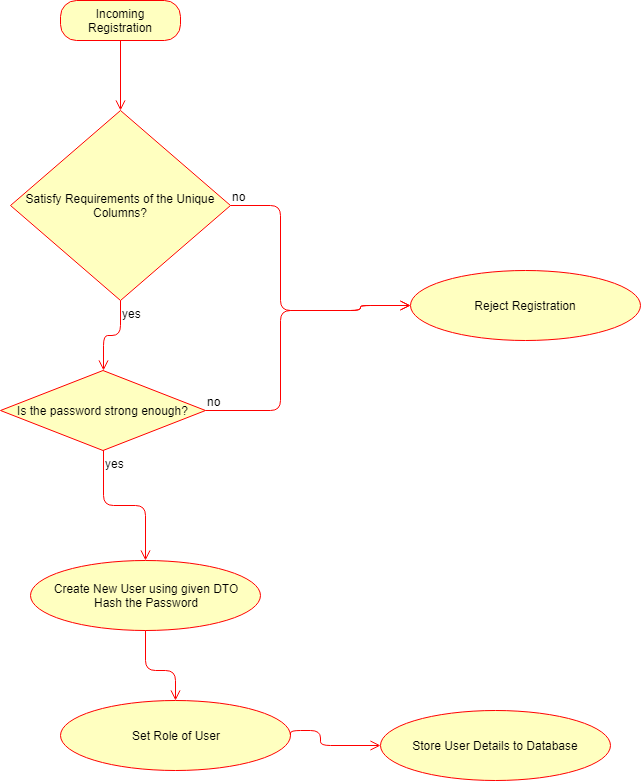 Incoming
Registration
Satisfy Requirements of the Unique
Columns?
no
yes
Reject Registration
Is the password strong enough?
no
yes
Create New User using given DTO
Hash the Password
Set Role of User
Store User Details to Database